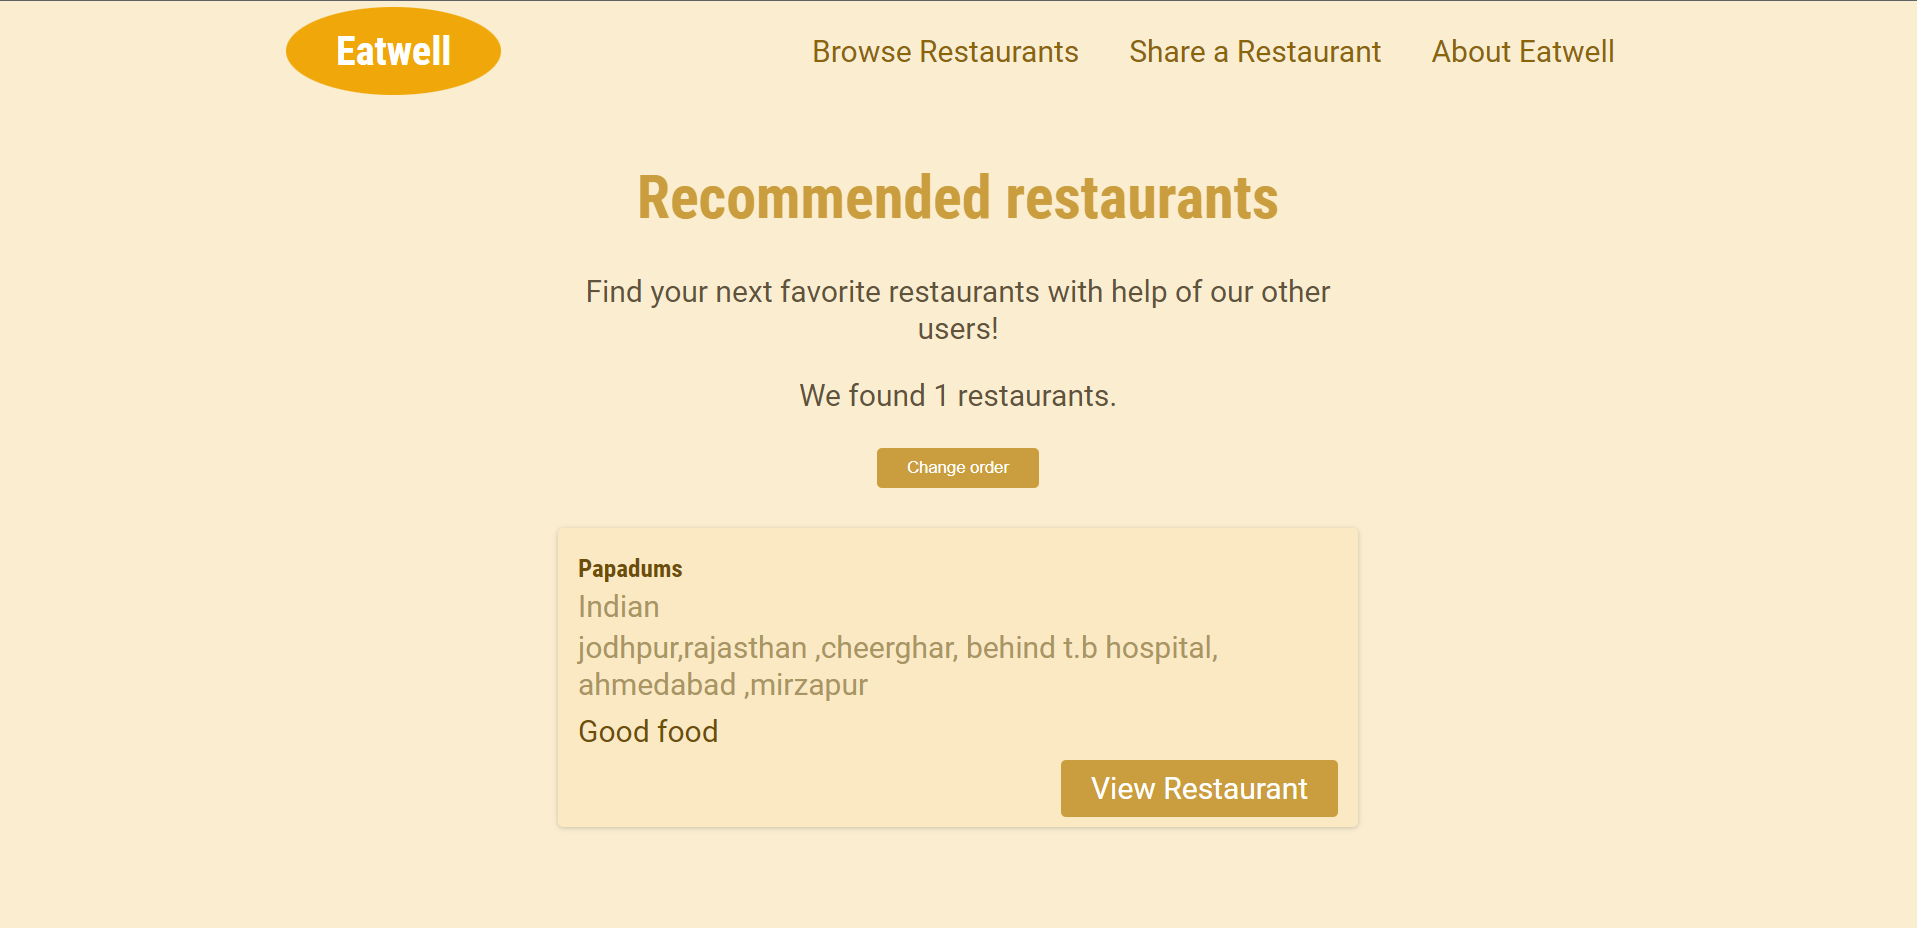 Eatwell
Browse Restaurants
Share a Restaurant
About Eatwell
Recommended restaurants
Find your next favorite restaurants with help of our other
users!
We found 1 restaurants.
Change order
Papadums
Indian
jodhpur,rajasthan ,cheerghar, behind t.b hospital,
ahmedabad ,mirzapur
Good food
View Restaurant